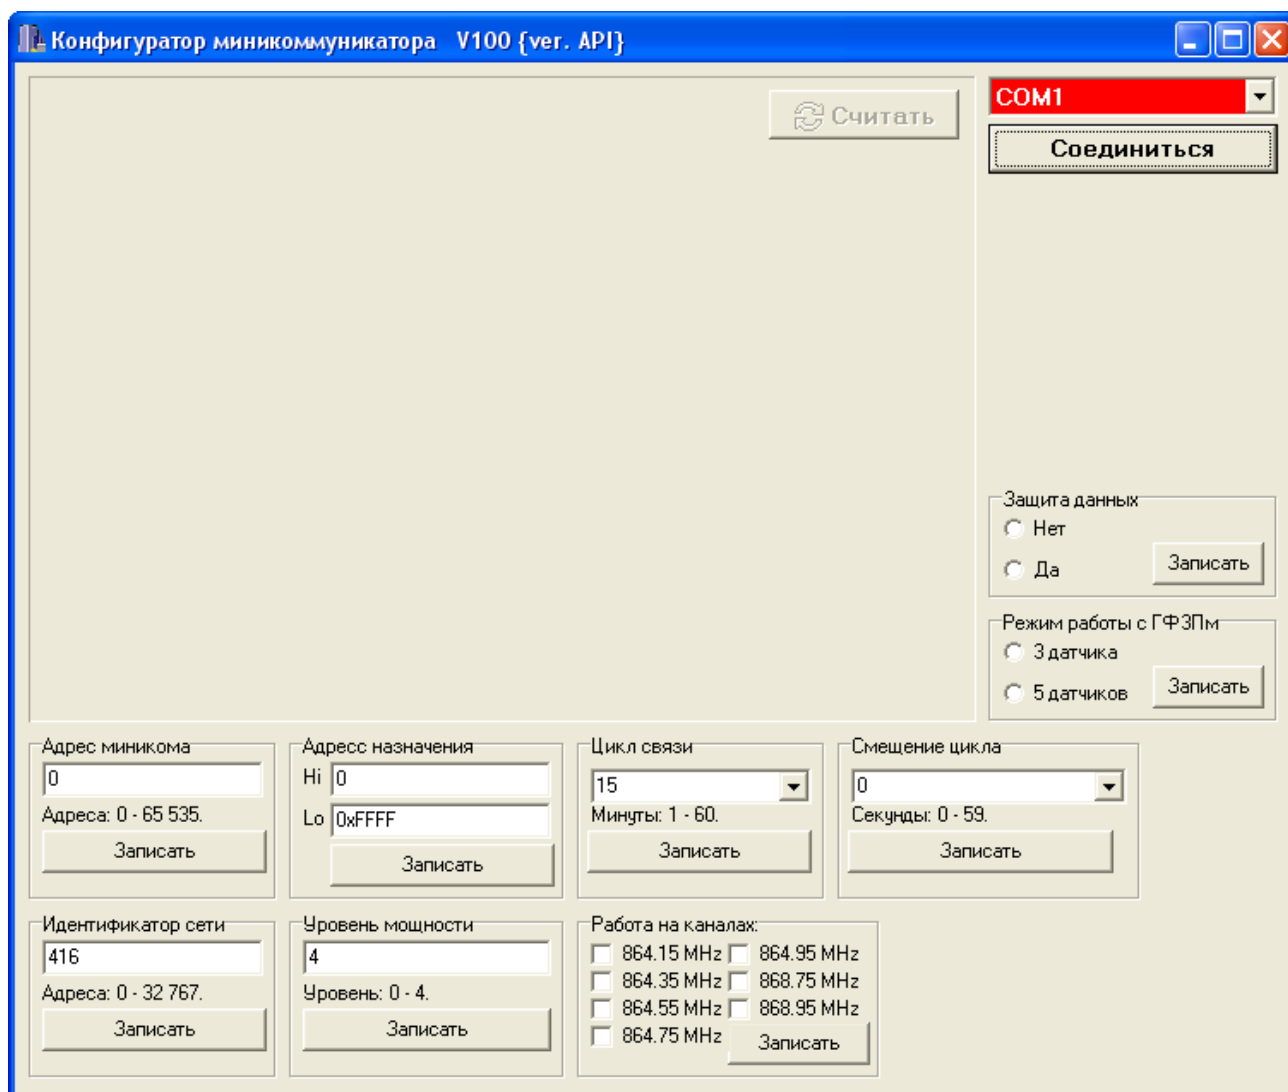 Конфигуратор миникоммуникатора V100 {ver. API}
Считать
COM1
Соединиться
Защита данных
Нет
Да
Записать
Режим работы с ГФЗПм
3 датчика
5 датчиков
Записать
Адрес миникома
0
Адреса: 0 - 65 535.
Записать
Адресс назначения
Hi 0
Lo 0xFFFF
Записать
Цикл связи
15
Минуты: 1 - 60.
Записать
Смещение цикла
0
Секунды: 0 - 59.
Записать
Идентификатор сети
416
Адреса: 0 - 32 767.
Записать
Уровень мощности
4
Уровень: 0 - 4.
Записать
Работа на каналах:
864.15 MHz 864.95 MHz
864.35 MHz 868.75 MHz
864.55 MHz 868.95 MHz
864.75 MHz Записать